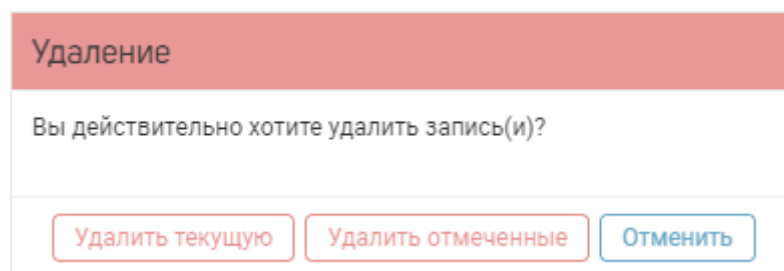 Удаление
Вы действительно хотите удалить запись(и)?
Удалить текущую Удалить отмеченные Отменить